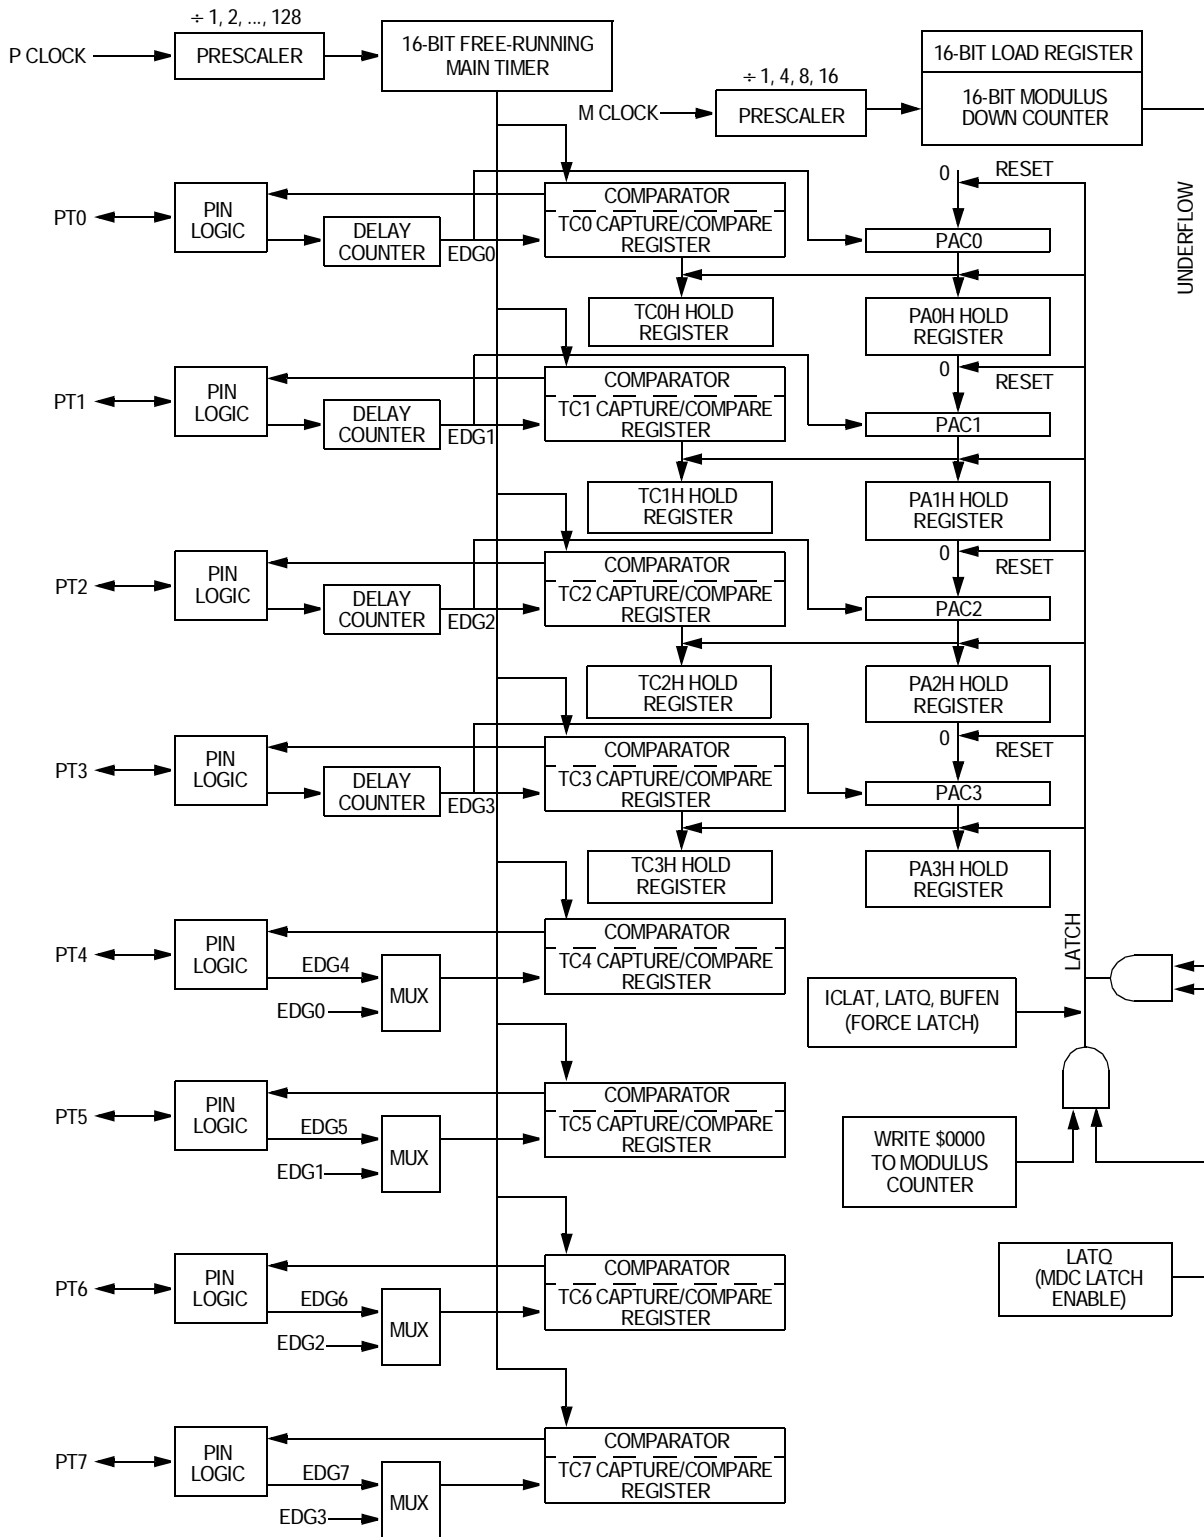 ÷ 1, 2, ..., 128
P CLOCK
PRESCALER
16-BIT FREE-RUNNING
MAIN TIMER
16-BIT LOAD REGISTER
÷ 1, 4, 8, 16
M CLOCK
PRESCALER
16-BIT MODULUS
DOWN COUNTER
UNDERFLOW
0
RESET
PT0
PIN
LOGIC
COMPARATOR
DELAY
COUNTER
EDG0
TC0 CAPTURE/COMPARE
REGISTER
PAC0
TC0H HOLD
REGISTER
PA0H HOLD
REGISTER
0
RESET
PT1
PIN
LOGIC
COMPARATOR
DELAY
COUNTER
EDG1
TC1 CAPTURE/COMPARE
REGISTER
PAC1
TC1H HOLD
REGISTER
PA1H HOLD
REGISTER
0
RESET
PT2
PIN
LOGIC
COMPARATOR
DELAY
COUNTER
EDG2
TC2 CAPTURE/COMPARE
REGISTER
PAC2
TC2H HOLD
REGISTER
PA2H HOLD
REGISTER
0
RESET
PT3
PIN
LOGIC
COMPARATOR
DELAY
COUNTER
EDG3
TC3 CAPTURE/COMPARE
REGISTER
PAC3
TC3H HOLD
REGISTER
PA3H HOLD
REGISTER
LATCH
PT4
PIN
LOGIC
COMPARATOR
EDG4
EDG0
MUX
TC4 CAPTURE/COMPARE
REGISTER
ICLAT, LATQ, BUFEN
(FORCE LATCH)
PT5
PIN
LOGIC
COMPARATOR
EDG5
EDG1
MUX
TC5 CAPTURE/COMPARE
REGISTER
WRITE $0000
TO MODULUS
COUNTER
PT6
PIN
LOGIC
COMPARATOR
EDG6
EDG2
MUX
TC6 CAPTURE/COMPARE
REGISTER
LATQ
(MDC LATCH
ENABLE)
PT7
PIN
LOGIC
COMPARATOR
EDG7
EDG3
MUX
TC7 CAPTURE/COMPARE
REGISTER